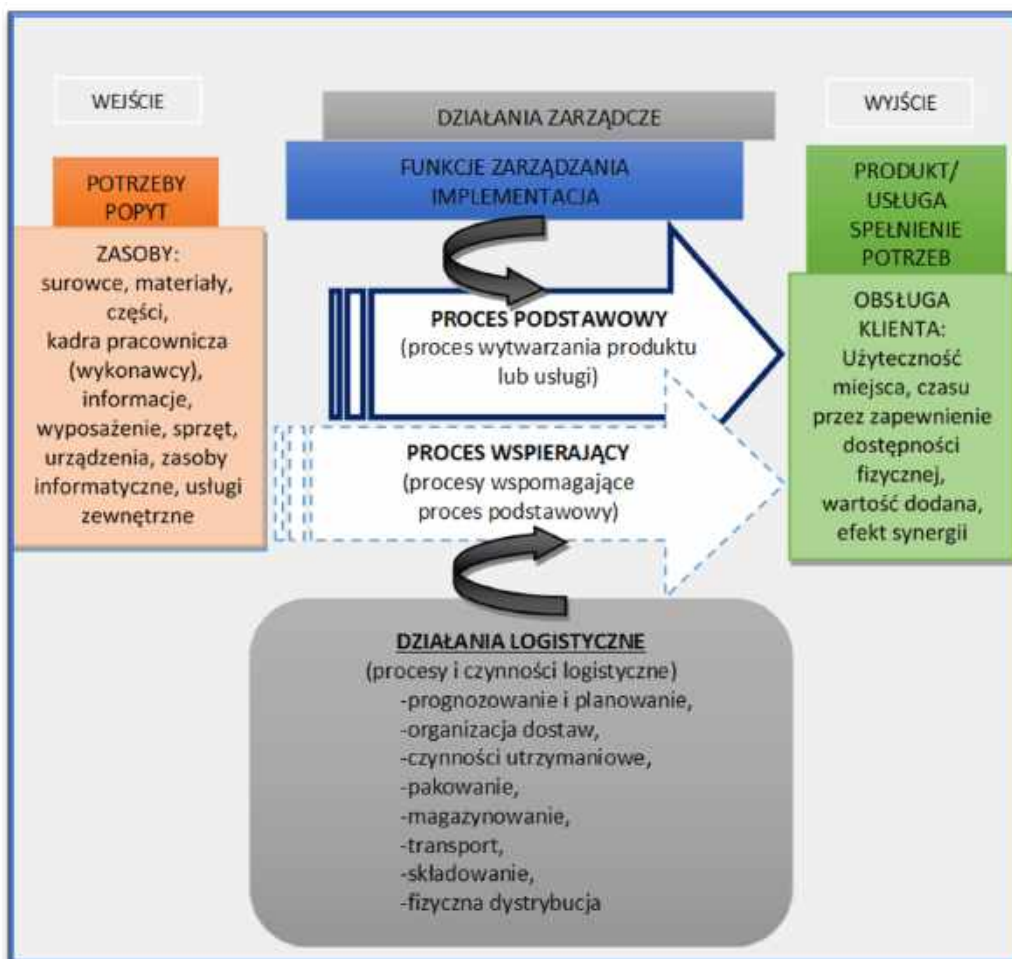 WEJŚCIE
POTRZEBY
POPYT
ZASOBY:
surowce, materiały,
części,
kadra pracownicza
(wykonawcy),
informacje,
wyposażenie, sprzęt,
urządzenia, zasoby
informatyczne, usługi
zewnętrzne
DZIAŁANIA ZARZĄDCZE
FUNKCJE ZARZĄDZANIA
IMPLEMENTACJA
PROCES PODSTAWOWY
(proces wytwarzania produktu
lub usługi)
PROCES WSPIERAJĄCY
(procesy wspomagające
proces podstawowy)
DZIAŁANIA LOGISTYCZNE
(procesy i czynności logistyczne)
-prognozowanie i planowanie,
-organizacja dostaw,
-czynności utrzymaniowe,
-pakowanie,
-magazynowanie,
-transport,
-składowanie,
-fizyczna dystrybucja
WYJŚCIE
PRODUKT/
USŁUGA
SPEŁNIENIE
POTRZEB
OBSŁUGA
KLIENTA:
Użyteczność
miejsca, czasu
przez zapewnienie
dostępności
fizycznej,
wartość dodana,
efekt synergii